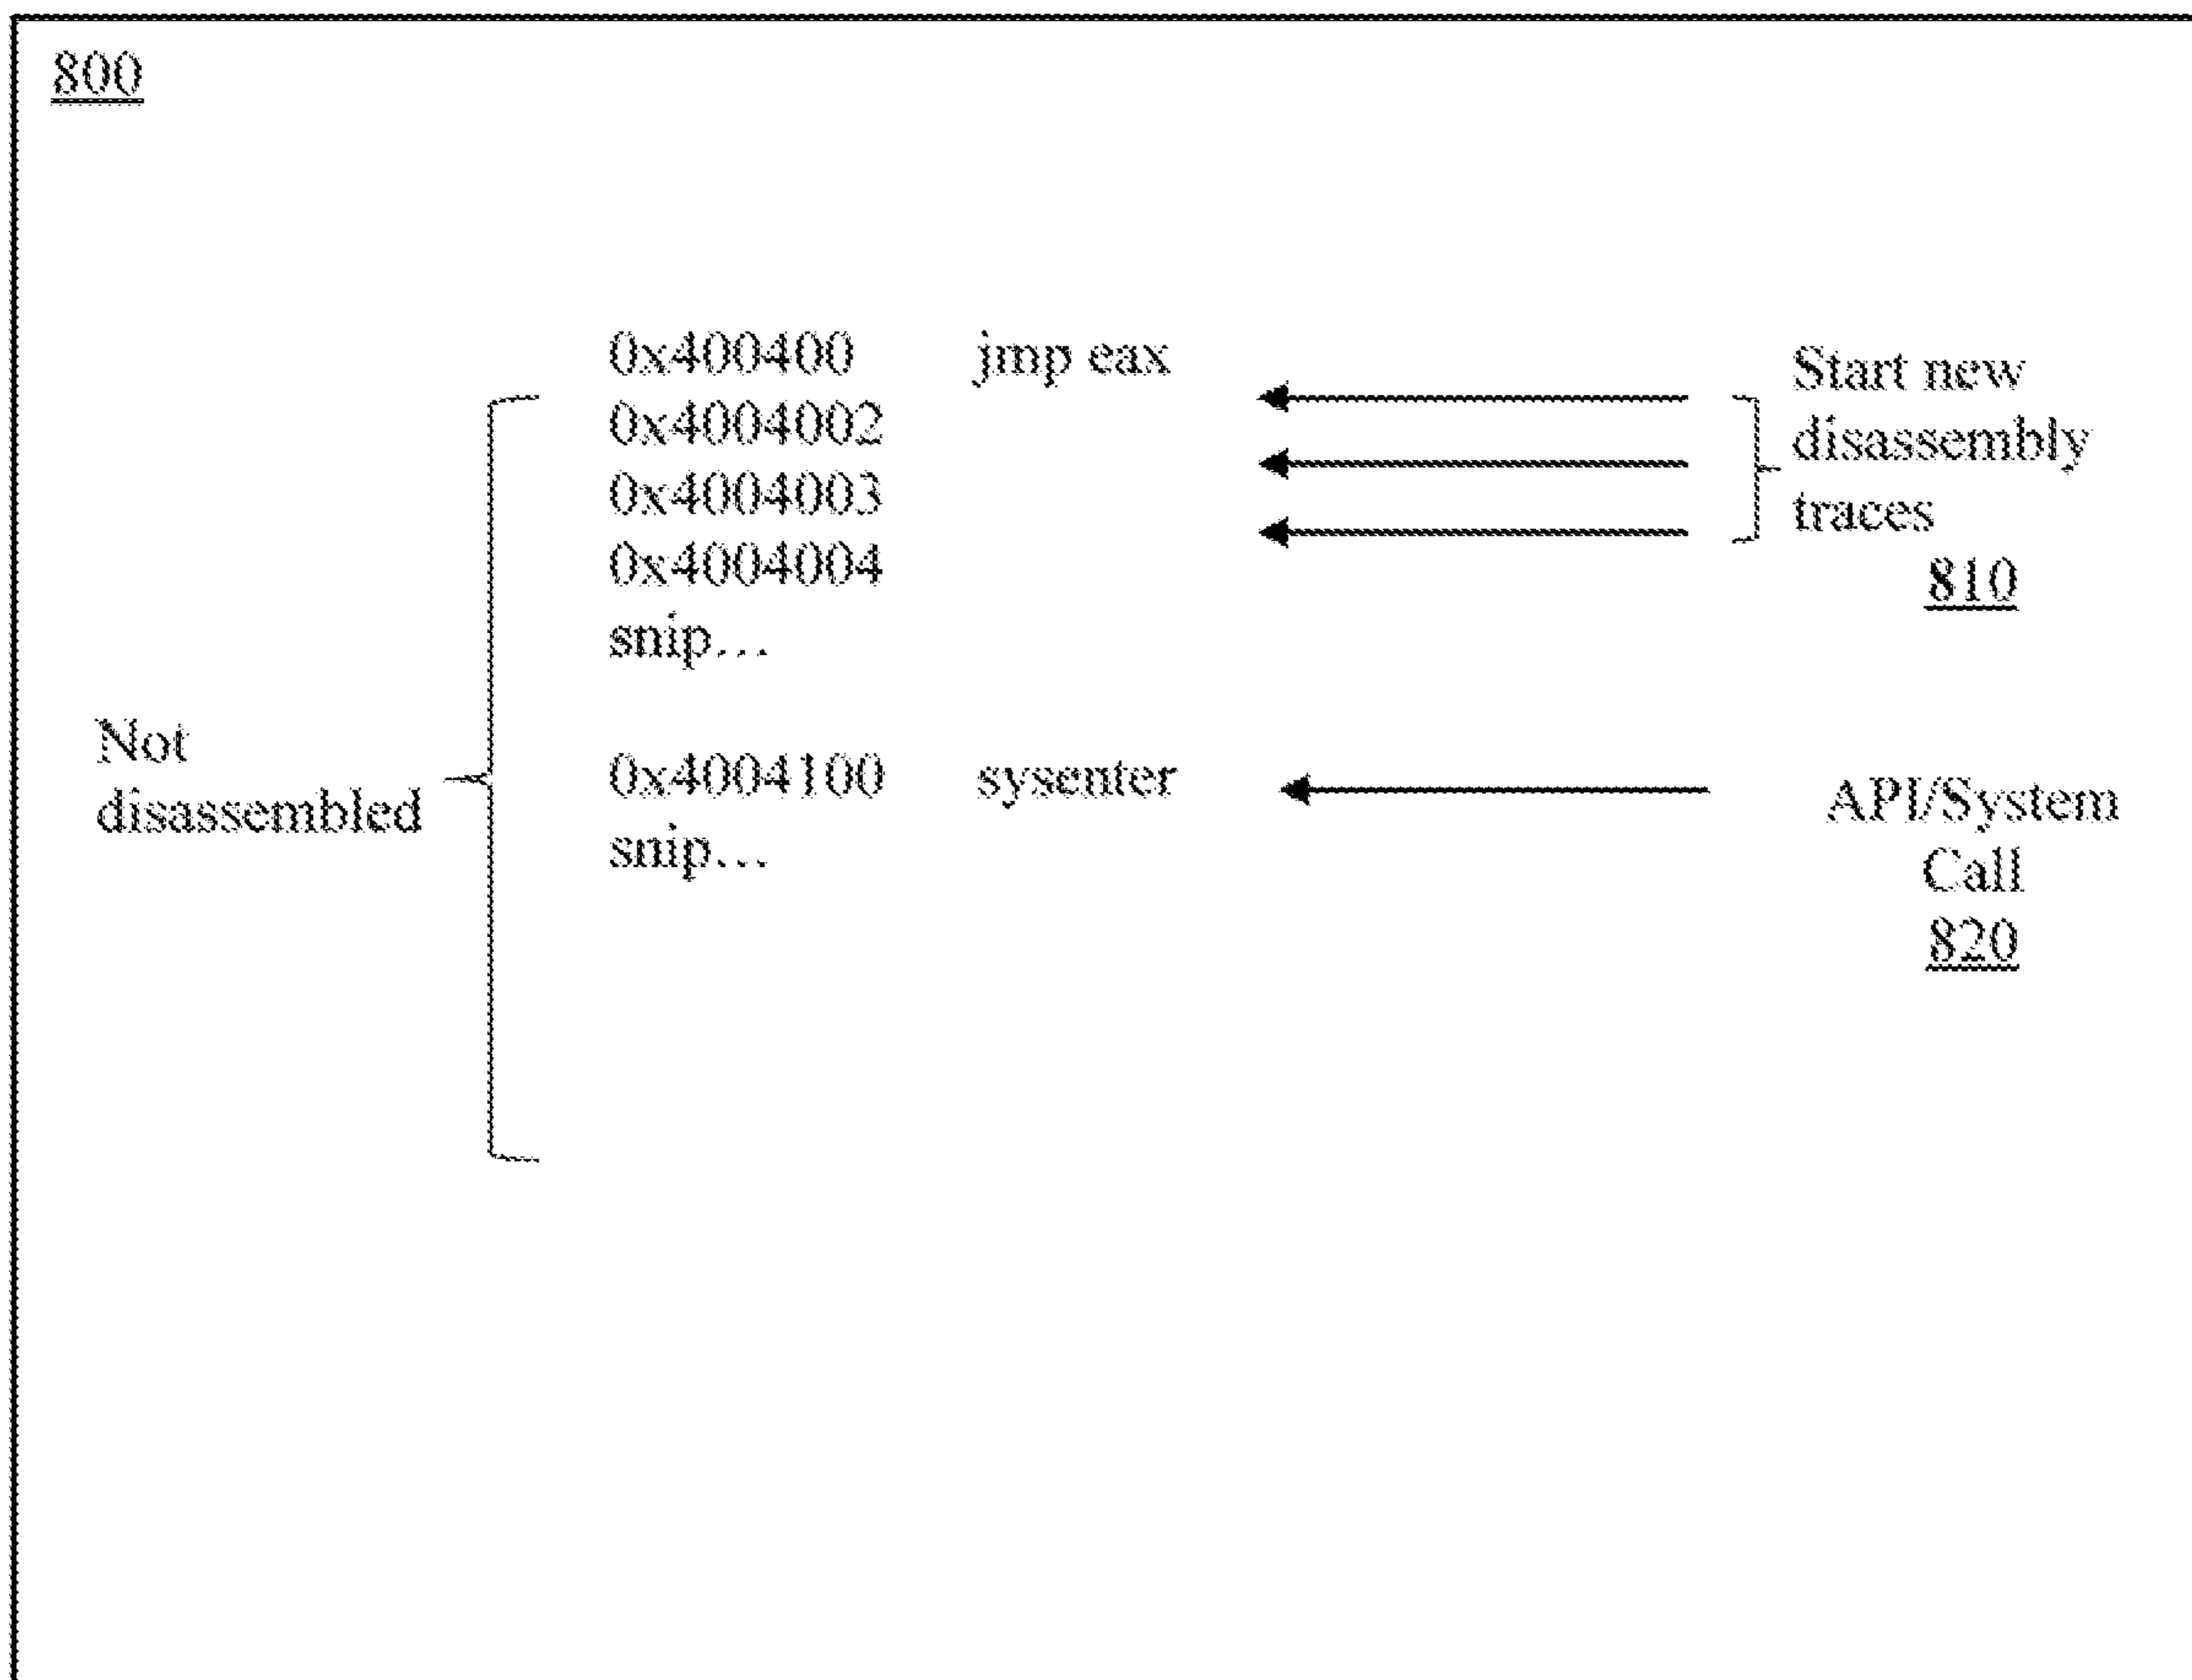 800
0x400400 jmp eax
0x4004002
0x4004003
0x4004004
snip...
Start new
disassembly
traces
810
Not
disassembled
0x4004100 sysenter
snip...
API/System
Call
820